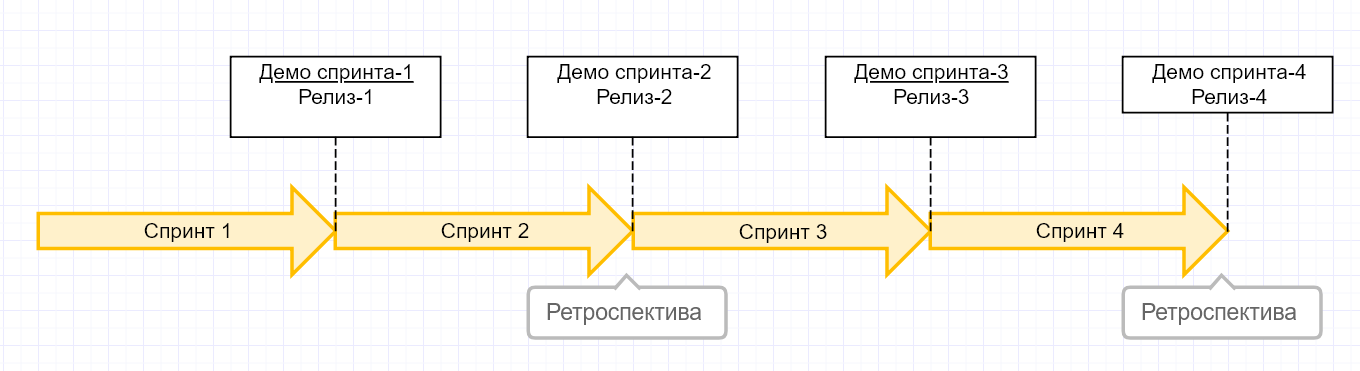 Демо спринта-1
Релиз-1
Демо спринта-2
Релиз-2
Демо спринта-3
Релиз-3
Демо спринта-4
Релиз-4
Спринт 1
Спринт 2
Спринт 3
Спринт 4
Ретроспектива
Ретроспектива